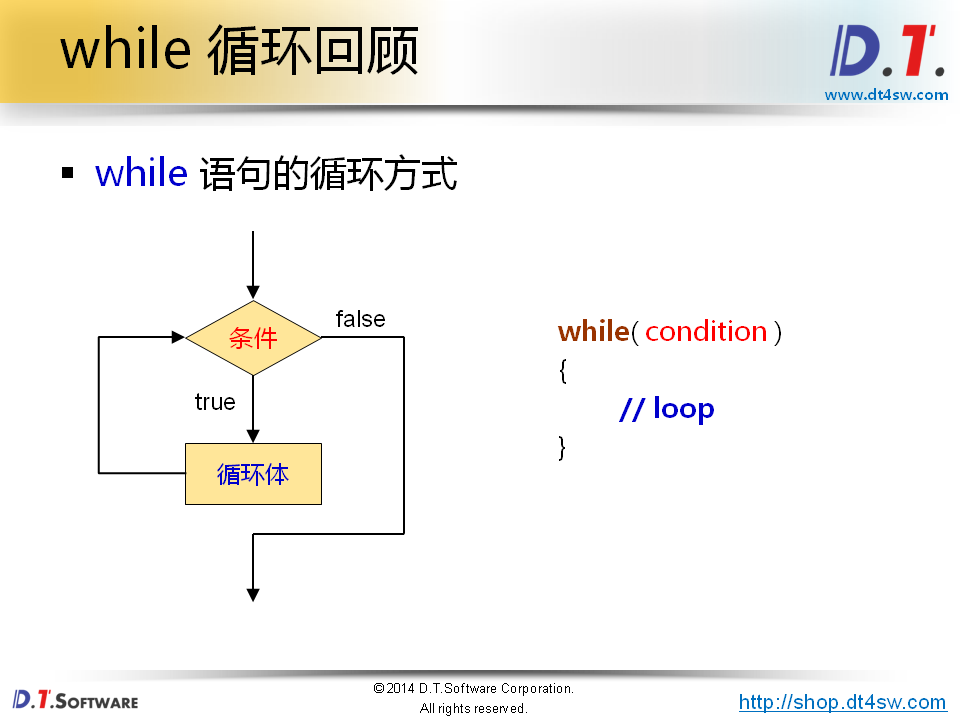 while 循环回顾
D.T.
www.dt4sw.com
▪ while 语句的循环方式
条件
false
true
循环体
while( condition )
{
// loop
}
D.T.SOFTWARE
©2014 D.T.Software Corporation.
All rights reserved.
http://shop.dt4sw.com